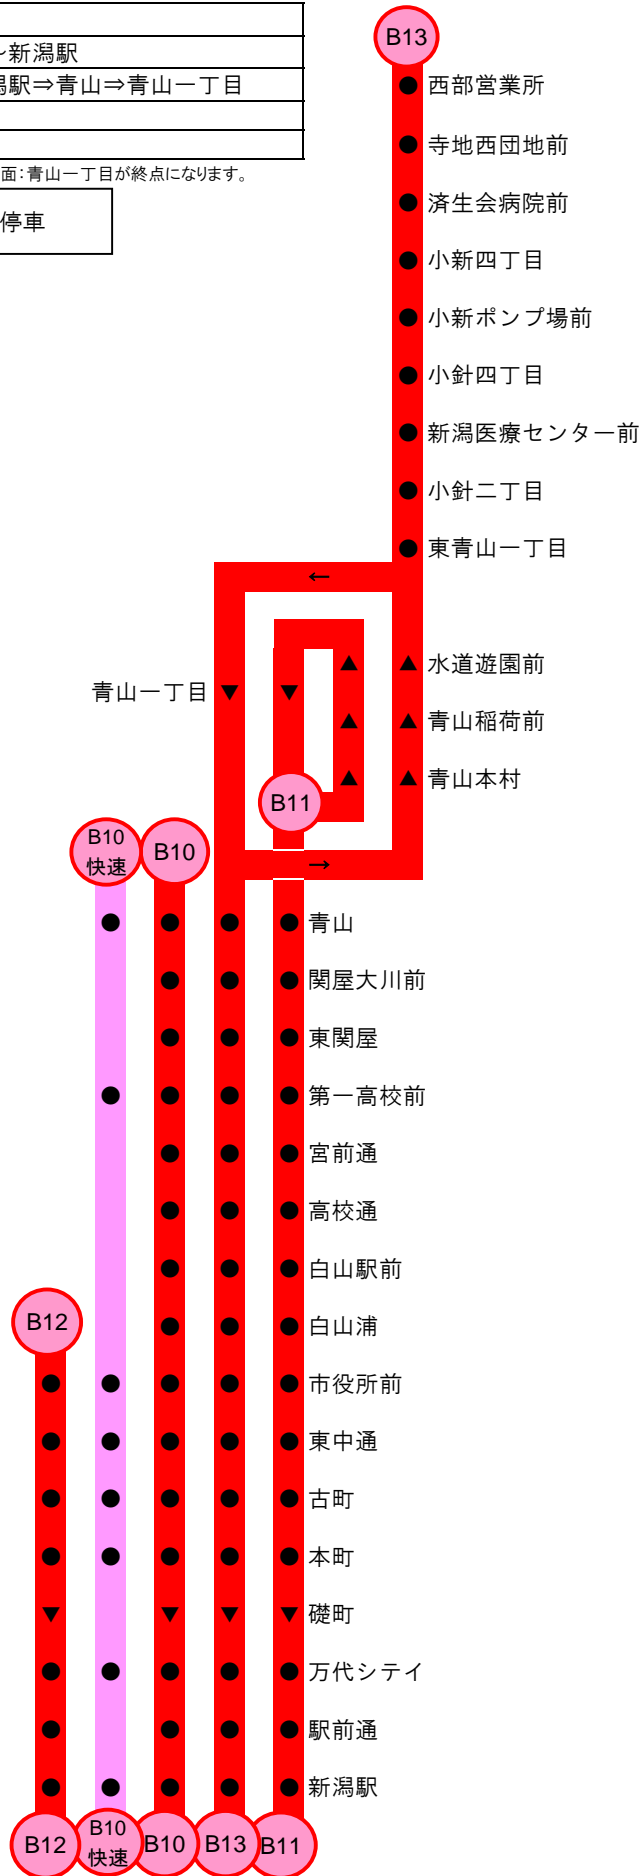 B13
~新潟駅
潟駅⇒青山⇒青山一丁目
西部営業所
寺地西団地前
面:青山一丁目が終点になります。
済生会病院前
停車
小新四丁目
小新ポンプ場前
小針四丁目
新潟医療センター前
小針二丁目
東青山一丁目
←
水道遊園前
青山一丁目
青山稲荷前
青山本村
B11
B10
快速
B10
→
青山
関屋大川前
東関屋
第一高校前
宮前通
高校通
白山駅前
B12
白山浦
市役所前
東中通
古町
本町
礎町
万代シテイ
駅前通
新潟駅
B12
B10
快速
B10
B13
B11